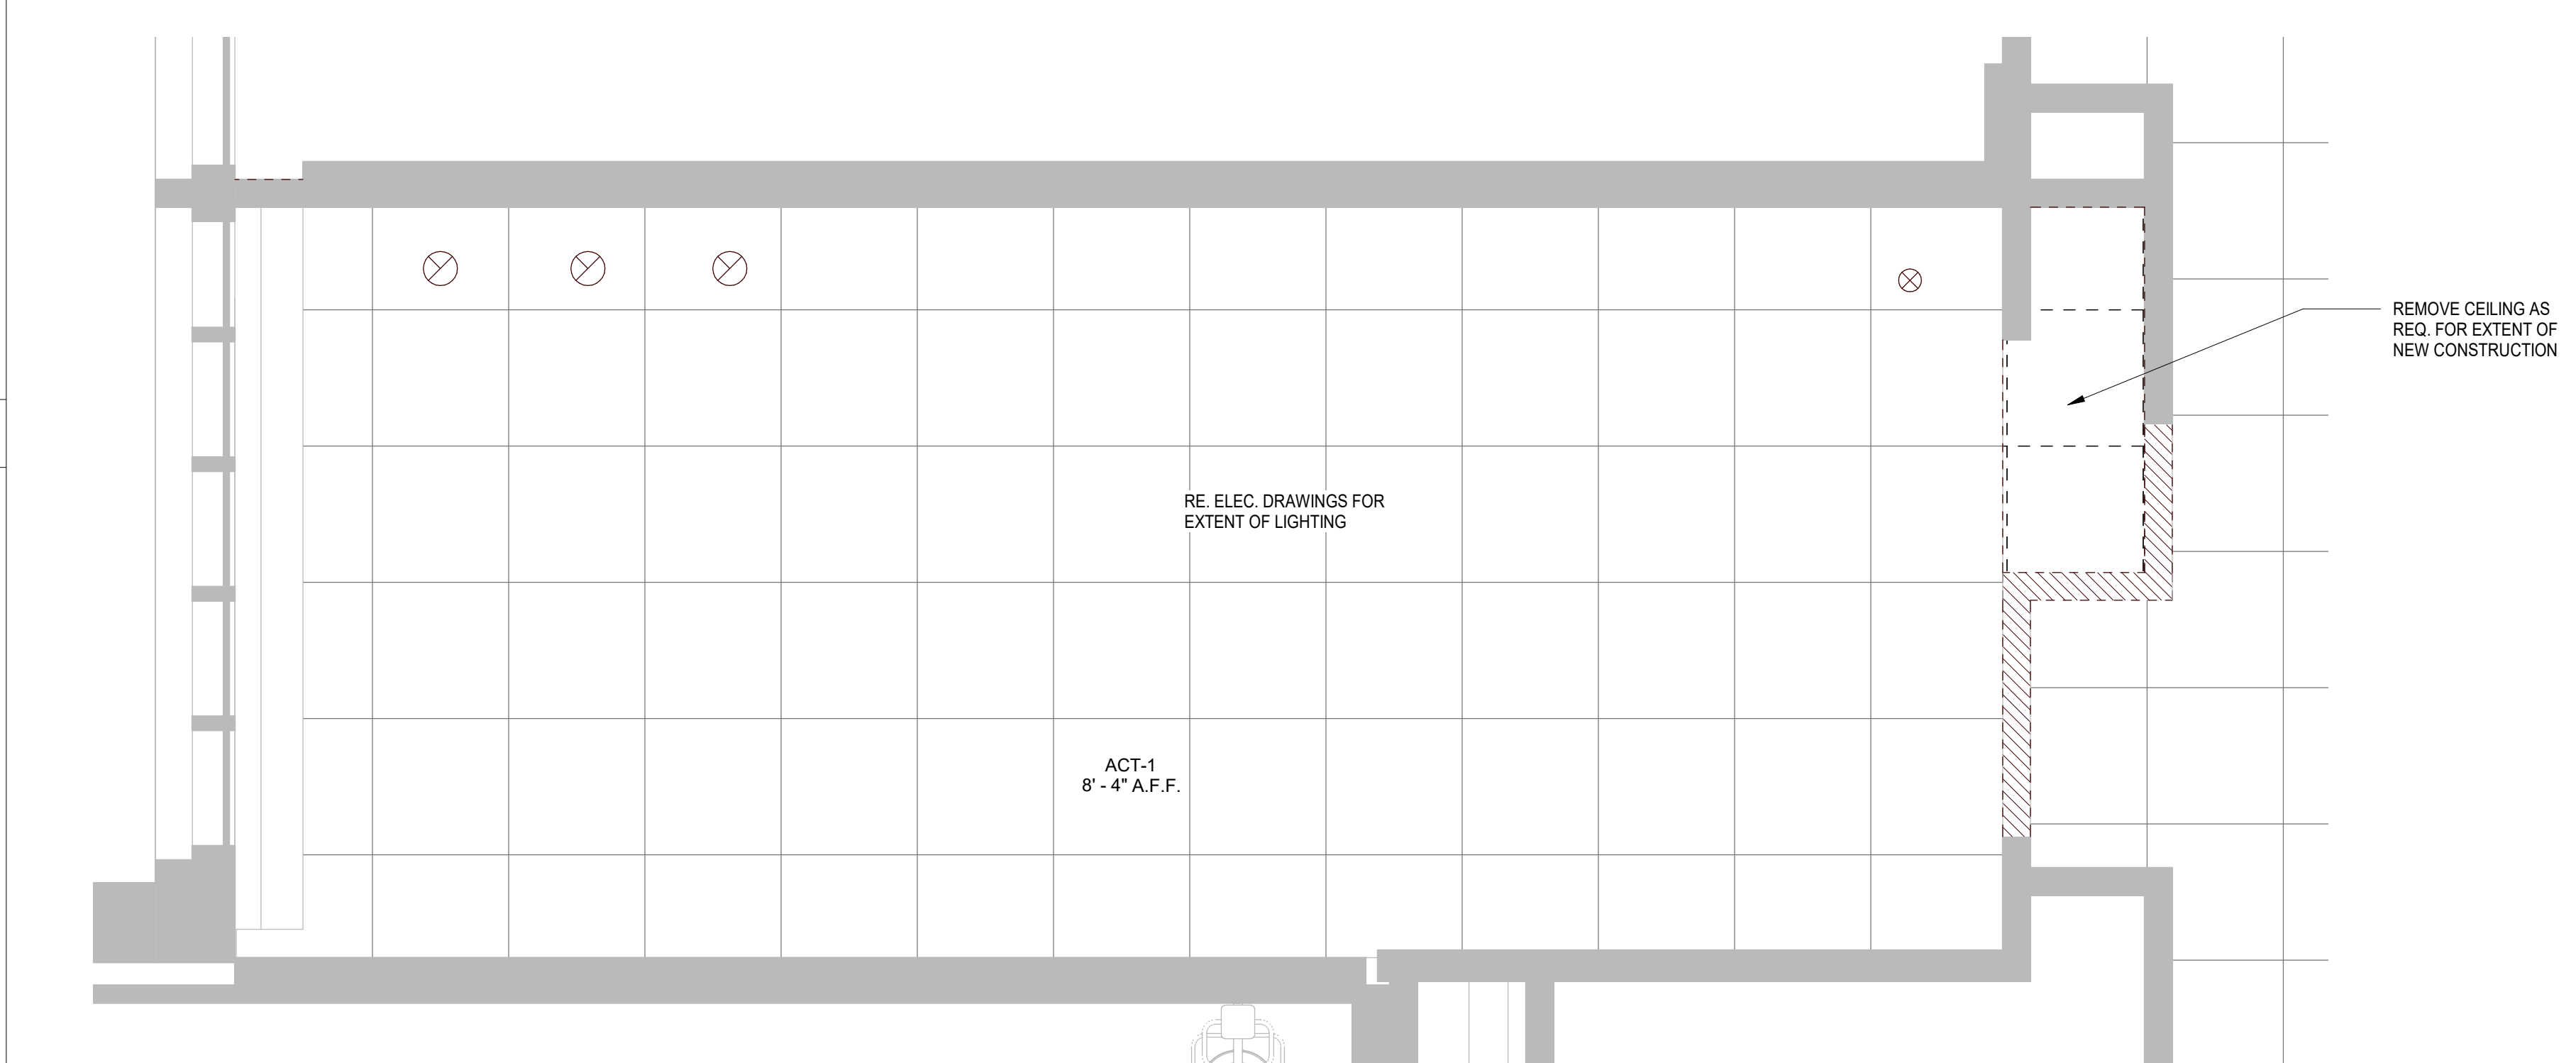 REMOVE CEILING AS
REQ. FOR EXTENT OF
NEW CONSTRUCTION
RE. ELEC. DRAWINGS FOR
EXTENT OF LIGHTING
ACT-1
8' - 4" A.F.F.